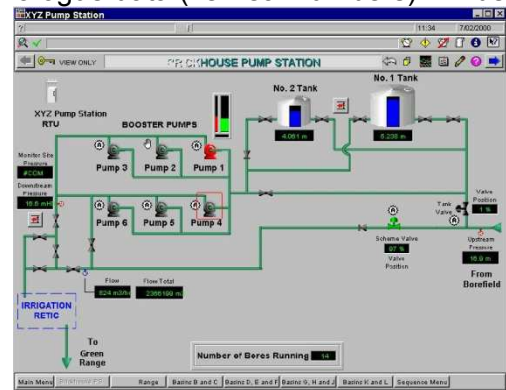 XYZ Pump Station
11:34
7/02/2000
VIEW ONLY
HOUSE PUMP STATION
No. 2 Tank
No. 1 Tank
XYZ Pump Station
RTU
BOOSTER PUMPS
4.061 m
5.238 m
Monitor Site
Pressure
#COM
Downstream
Pressure
Pump 3
Pump 2
Pump 1
Pump 6
Pump 5
Pump 4
Tank
Valve
Valve
Position
1 %
Scheme Valve
97 %
Valve
Position
Upstream
Pressure
16.9 m
From
Borefield
Flow
Flow Total
IRRIGATION
RETIC
To
Green
Range
Number of Bores Running 14
Main Menu
Range
Basins B and C
Basins D, E and F
Basins G, H and J
Basins K and L
Sequence Menu